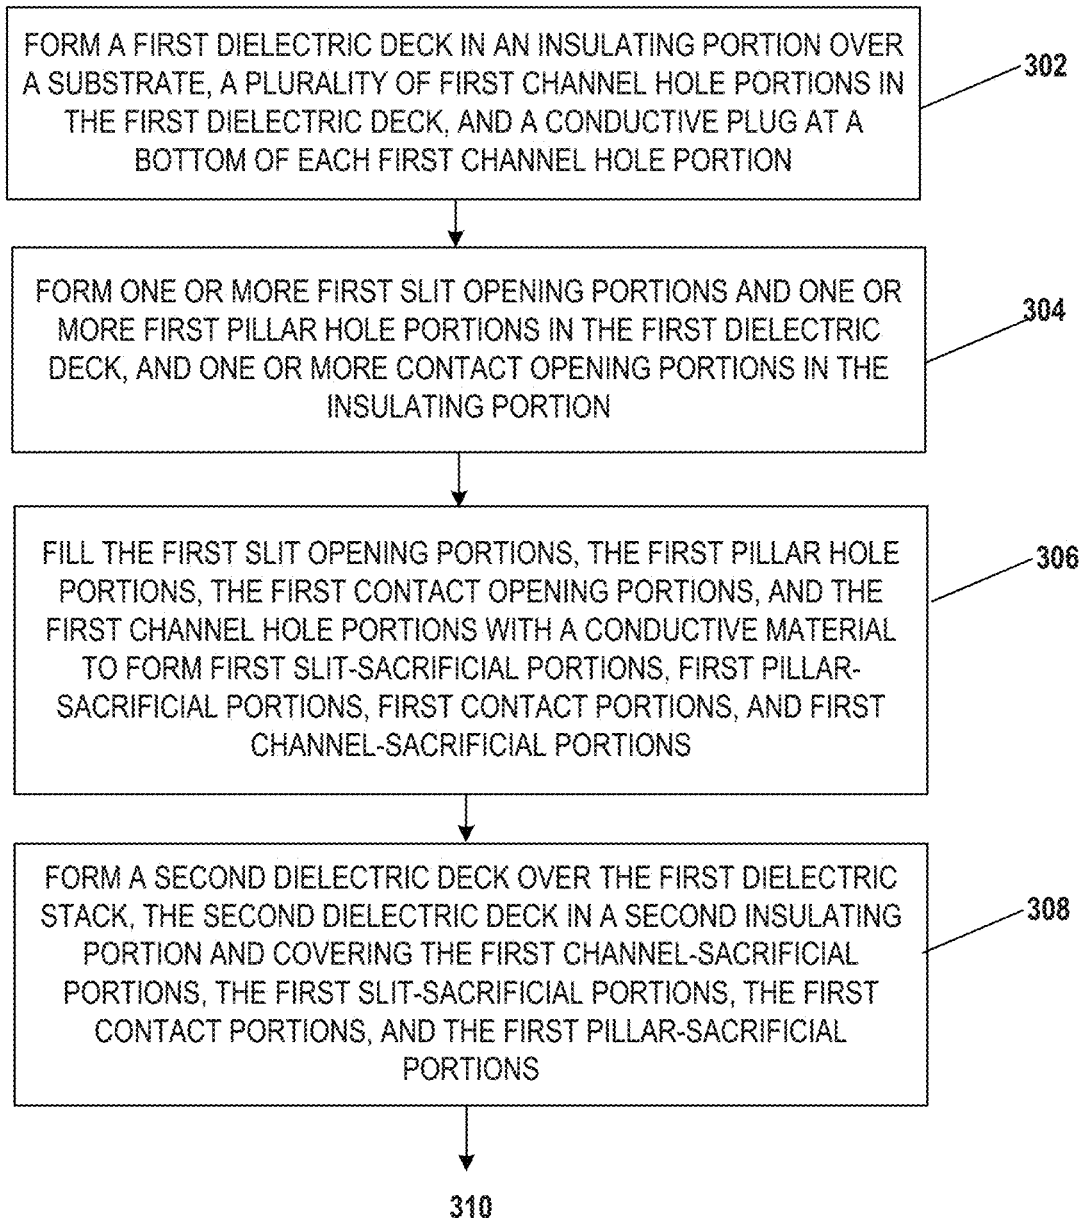 FORM A FIRST DIELECTRIC DECK IN AN INSULATING PORTION OVER
A SUBSTRATE, A PLURALITY OF FIRST CHANNEL HOLE PORTIONS IN
THE FIRST DIELECTRIC DECK, AND A CONDUCTIVE PLUG AT A
BOTTOM OF EACH FIRST CHANNEL HOLE PORTION
302
FORM ONE OR MORE FIRST SLIT OPENING PORTIONS AND ONE OR
MORE FIRST PILLAR HOLE PORTIONS IN THE FIRST DIELECTRIC
DECK, AND ONE OR MORE CONTACT OPENING PORTIONS IN THE
INSULATING PORTION
304
FILL THE FIRST SLIT OPENING PORTIONS, THE FIRST PILLAR HOLE
PORTIONS, THE FIRST CONTACT OPENING PORTIONS, AND THE
FIRST CHANNEL HOLE PORTIONS WITH A CONDUCTIVE MATERIAL
TO FORM FIRST SLIT-SACRIFICIAL PORTIONS, FIRST PILLAR-
SACRIFICIAL PORTIONS, FIRST CONTACT PORTIONS, AND FIRST
CHANNEL-SACRIFICIAL PORTIONS
306
FORM A SECOND DIELECTRIC DECK OVER THE FIRST DIELECTRIC
STACK, THE SECOND DIELECTRIC DECK IN A SECOND INSULATING
PORTION AND COVERING THE FIRST CHANNEL-SACRIFICIAL
PORTIONS, THE FIRST SLIT-SACRIFICIAL PORTIONS, THE FIRST
CONTACT PORTIONS, AND THE FIRST PILLAR-SACRIFICIAL
PORTIONS
308
310